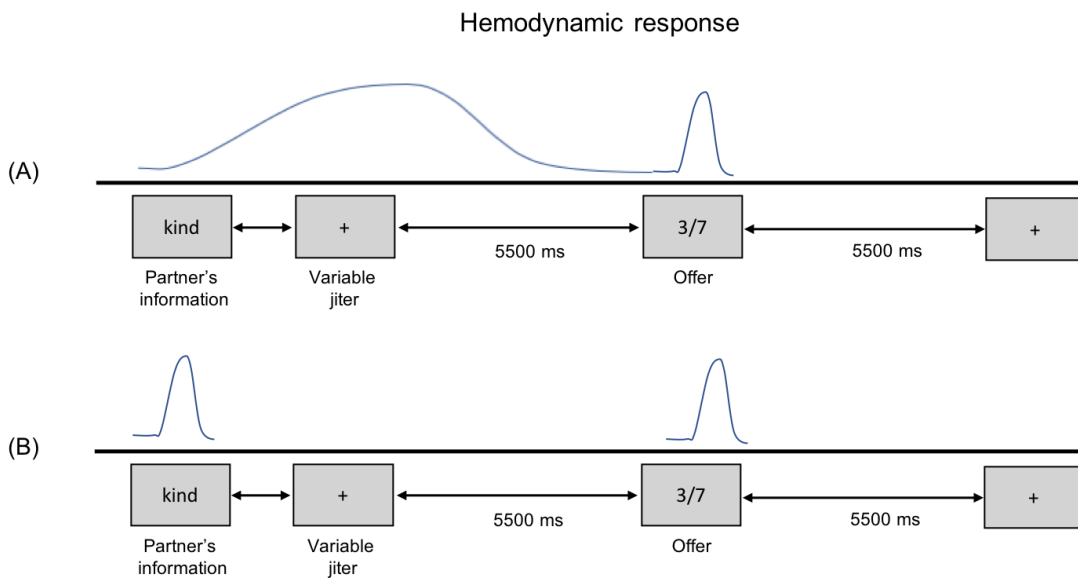 Hemodynamic response
(A)
kind
+
3/7
+
5500 ms
5500 ms
Partner's
information
Variable
jiter
Offer
(B)
kind
+
3/7
+
5500 ms
5500 ms
Partner's
information
Variable
jiter
Offer